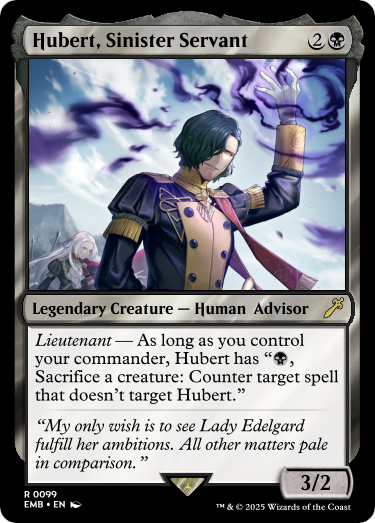 Hubert, Sinister Servant 2
Legendary Creature — Human Advisor
Lieutenant — As long as you control
your commander, Hubert has “,
Sacrifice a creature: Counter target spell
that doesn't target Hubert.”
“My only wish is to see Lady Edelgard
fulfill her ambitions. All other matters pale
in comparison.”
3/2
R 0099
EMB • EN
™ & © 2025 Wizards of the Coast